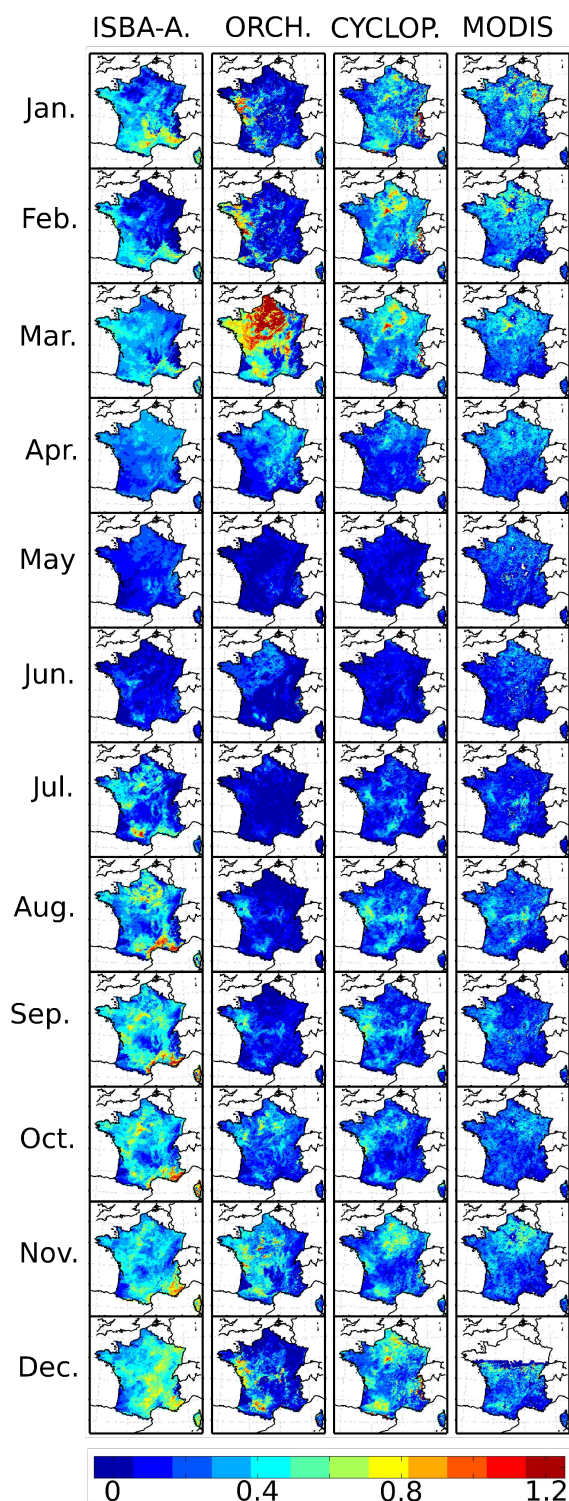 ISBA-A. ORCH. CYCLOP. MODIS
Jan.
Feb.
Mar.
Apr.
May
Jun.
Jul.
Aug.
Sep.
Oct.
Nov.
Dec.
0 0.4 0.8 1.2